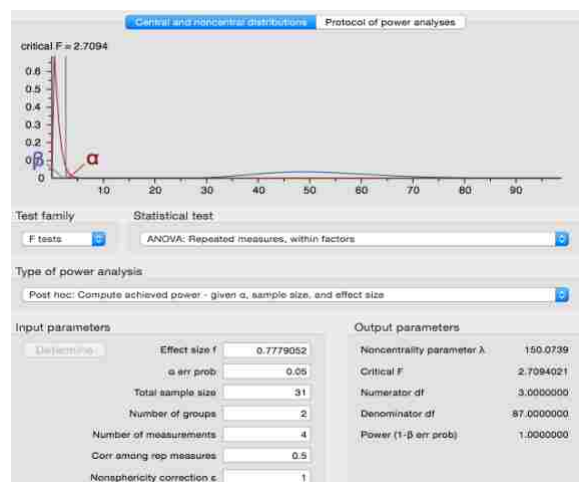 Central and noncentral distributions Protocol of power analyses
critical F = 2.7094
0.6
0.5
0.4
0.3
0.2
β α
0
10 20 30 40 50 60 70 80 90
Test family Statistical test
F tests ANOVA: Repeated measures, within factors
Type of power analysis
Post hoc: Compute achieved power - given α, sample size, and effect size
Input parameters Output parameters
Determine Effect size f 0.7779052 Noncentrality parameter λ 150.0739
α err prob 0.05 Critical F 2.7094021
Total sample size 31 Numerator df 3.0000000
Number of groups 2 Denominator df 87.0000000
Number of measurements 4 Power (1-β err prob) 1.0000000
Corr among rep measures 0.5
Nonsphericity correction ε 1